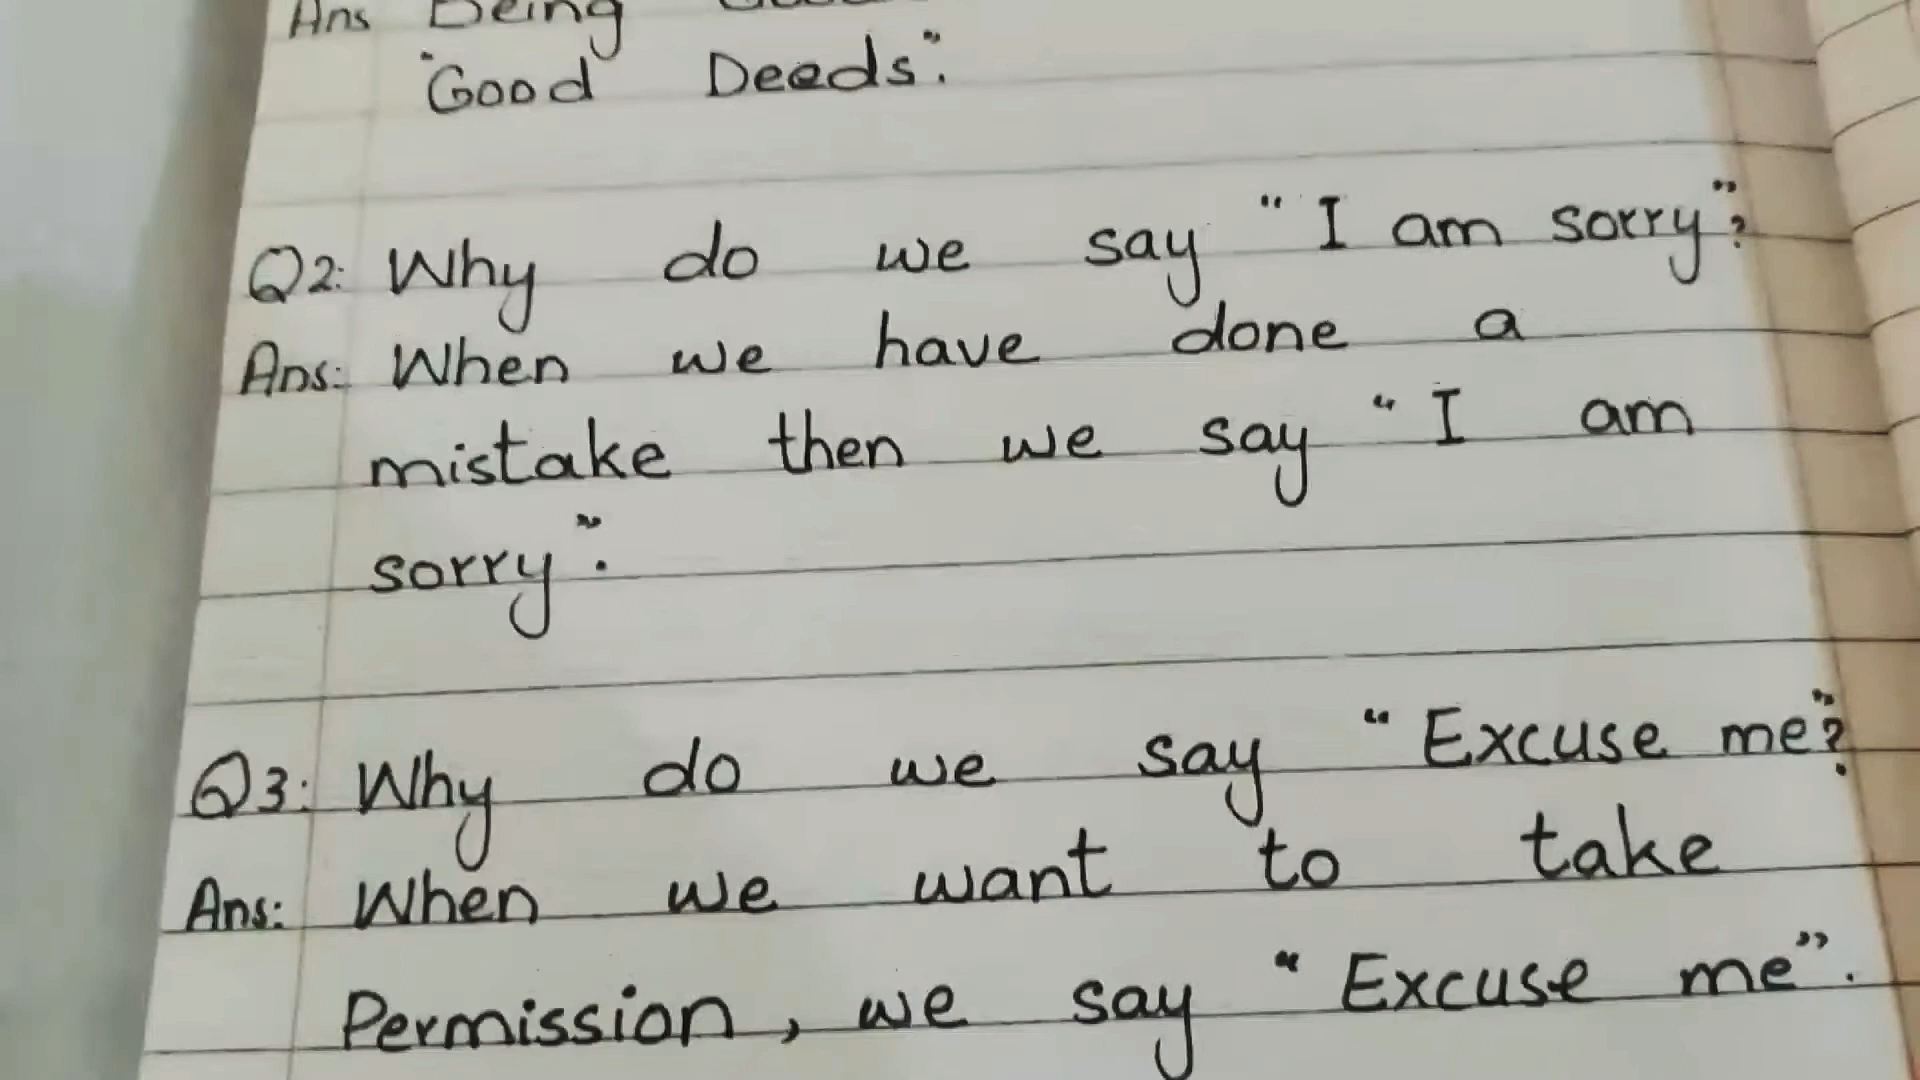 Ans Being
"Good Deeds".
Q2: Why do we say "I am sorry"?
Ans: When we have done a
mistake then we say "I am
sorry".
Q3: Why do we say "Excuse me"?
Ans: When we want to take
Permission, we say "Excuse me".